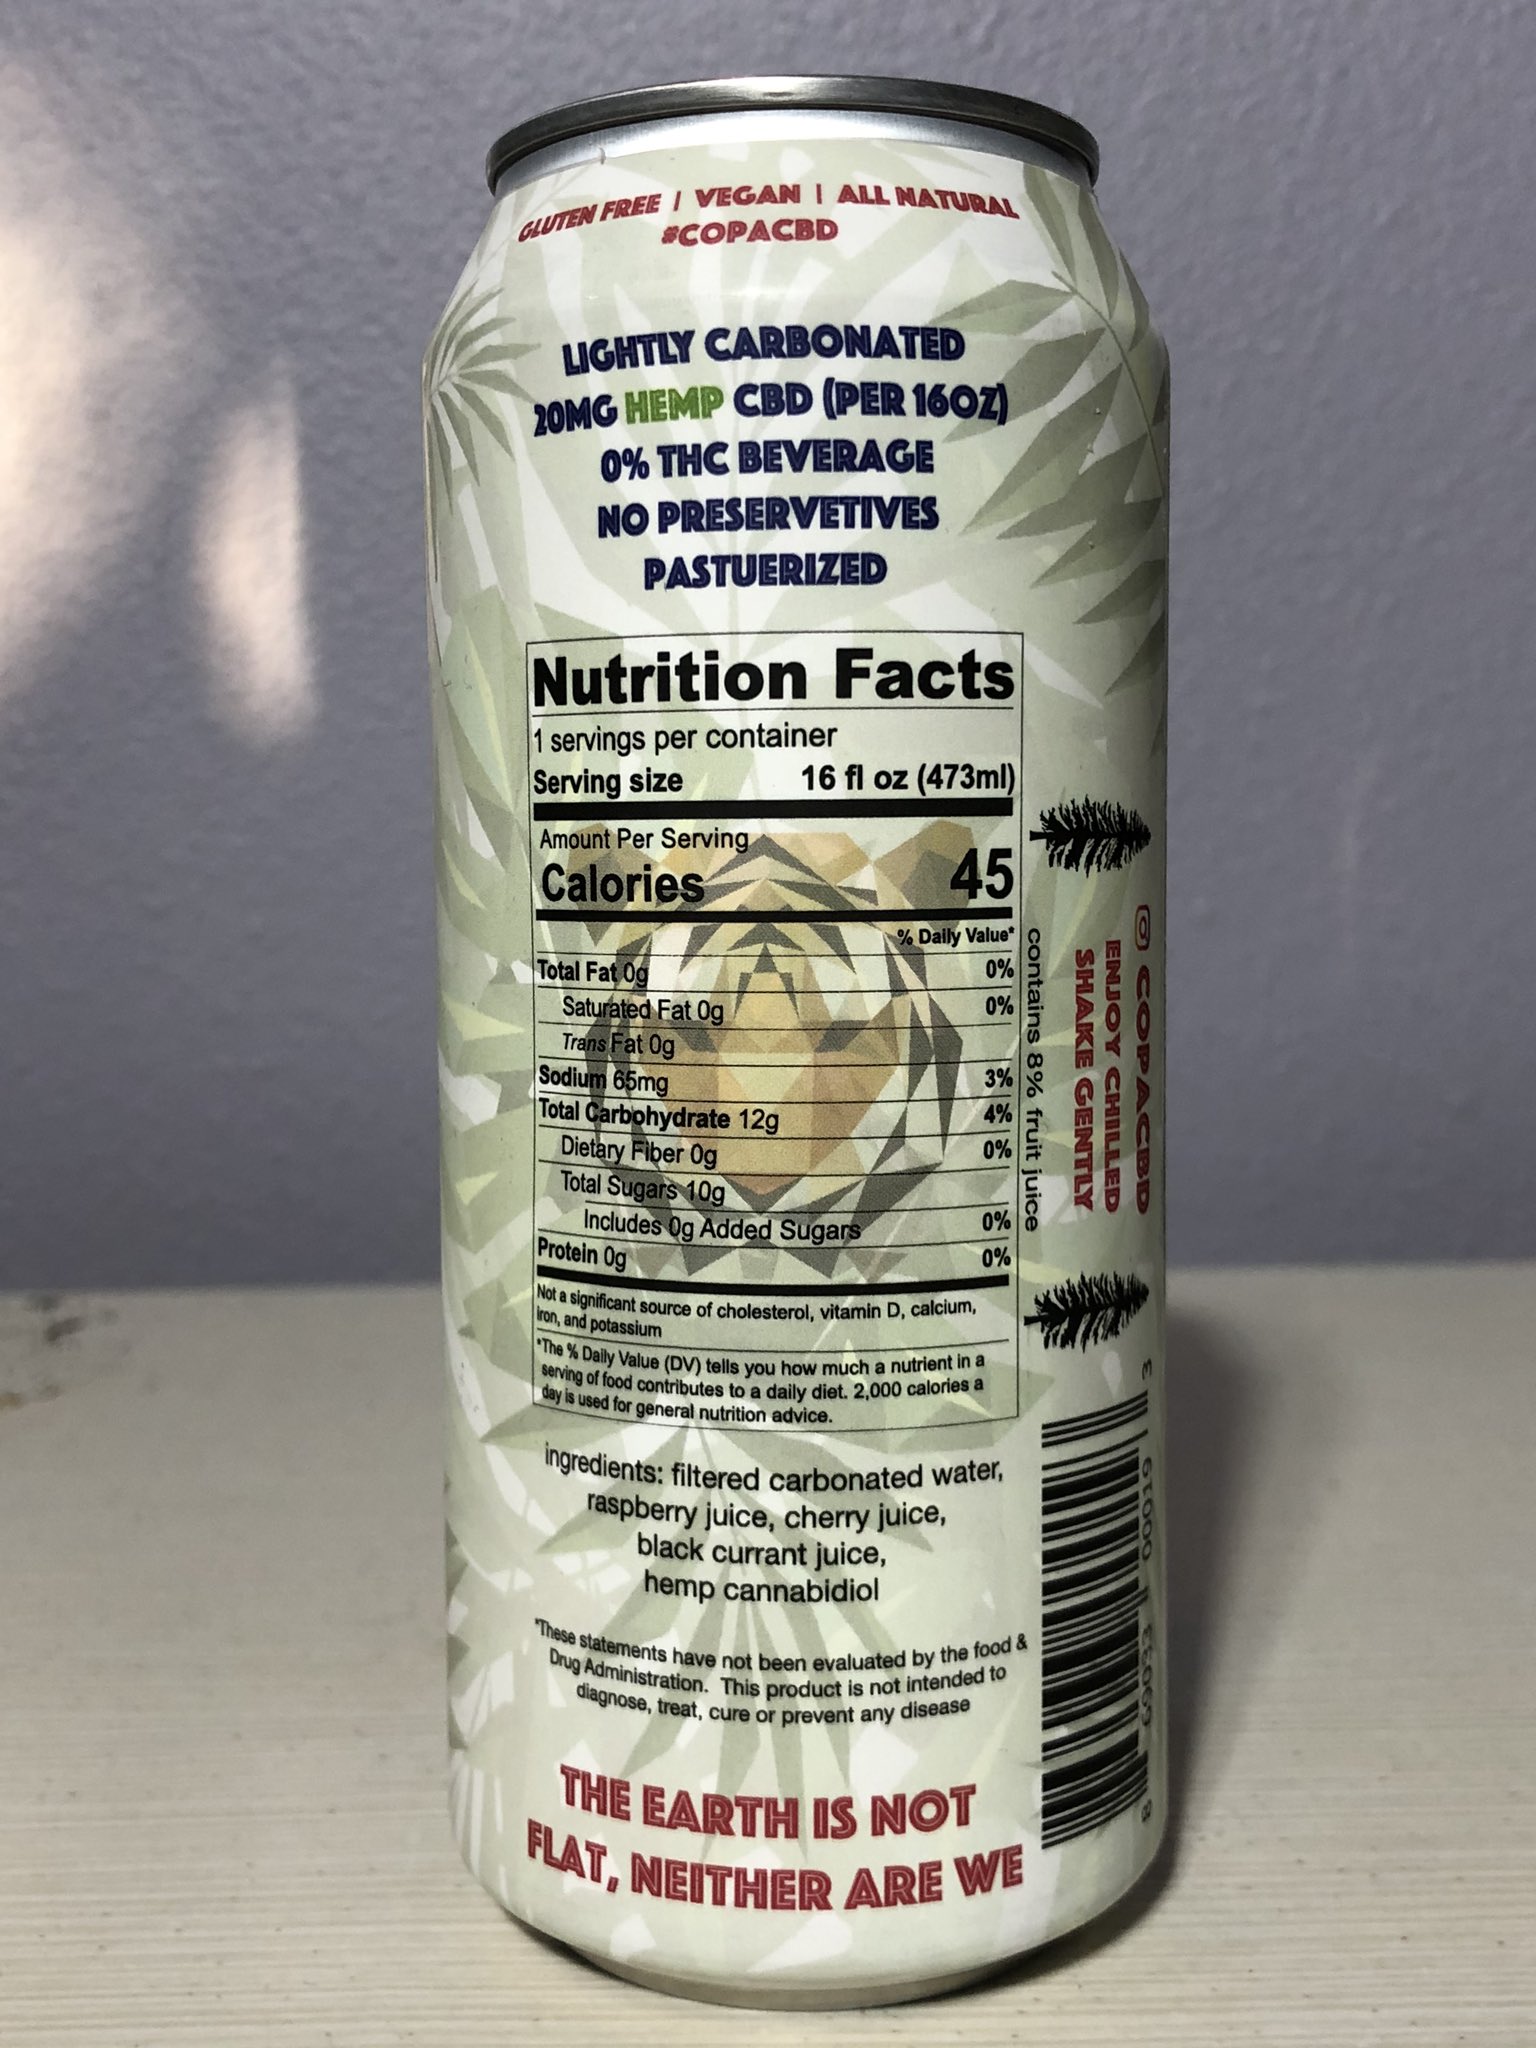 GLUTEN FREE | VEGAN | ALL NATURAL
#COPACBD
LIGHTLY CARBONATED
20MG HEMP CBD (PER 16OZ)
0% THC BEVERAGE
NO PRESERVETIVES
PASTUERIZED
Nutrition Facts
1 servings per container
Serving size 16 fl oz (473ml)
Amount Per Serving
Calories 45
% Daily Value*
Total Fat 0g 0%
Saturated Fat 0g 0%
Trans Fat 0g
Sodium 65mg 3%
Total Carbohydrate 12g 4%
Dietary Fiber 0g 0%
Total Sugars 10g
Includes 0g Added Sugars 0%
Protein 0g 0%
Not a significant source of cholesterol, vitamin D, calcium,
iron, and potassium
*The % Daily Value (DV) tells you how much a nutrient in a
serving of food contributes to a daily diet. 2,000 calories a
day is used for general nutrition advice.
contains 8% fruit juice
COPACBD
ENJOY CHILLED
SHAKE GENTLY
ingredients: filtered carbonated water,
raspberry juice, cherry juice,
black currant juice,
hemp cannabidiol
*These statements have not been evaluated by the food &
Drug Administration. This product is not intended to
diagnose, treat, cure or prevent any disease
THE EARTH IS NOT
FLAT, NEITHER ARE WE
8 69033 00019 3